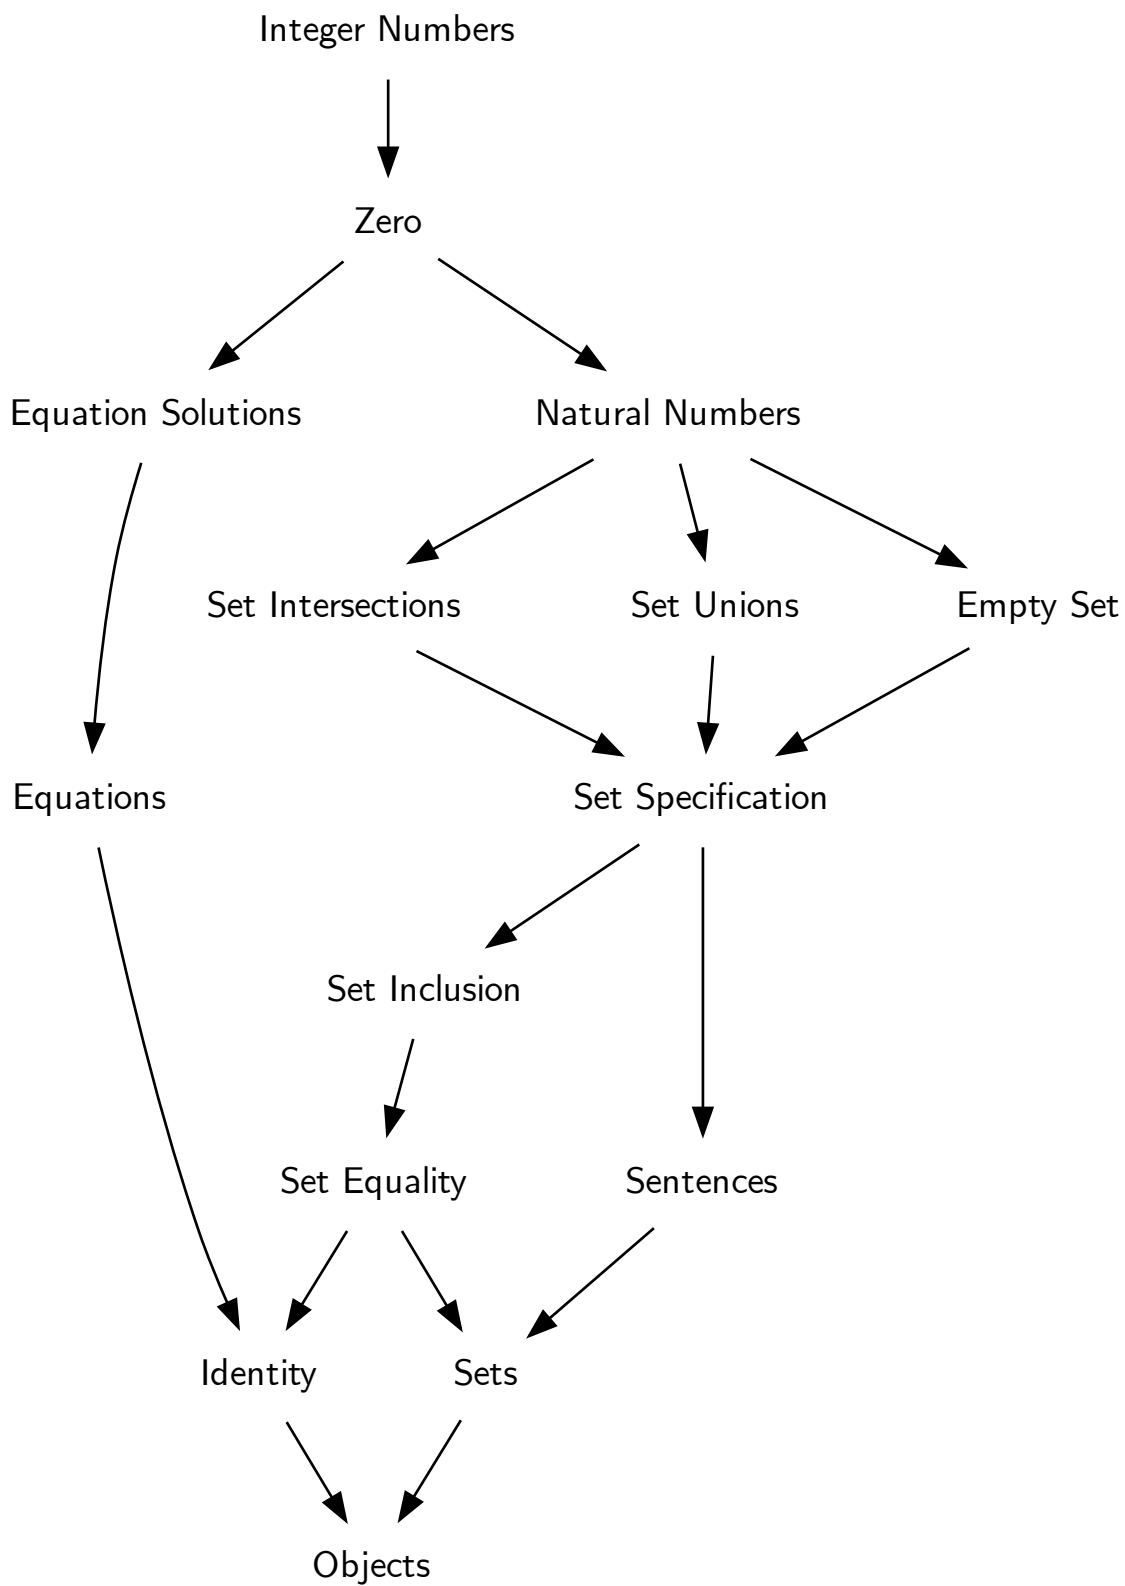 Integer Numbers
Zero
Equation Solutions
Natural Numbers
Set Intersections
Set Unions
Empty Set
Equations
Set Specification
Set Inclusion
Set Equality
Sentences
Identity
Sets
Objects